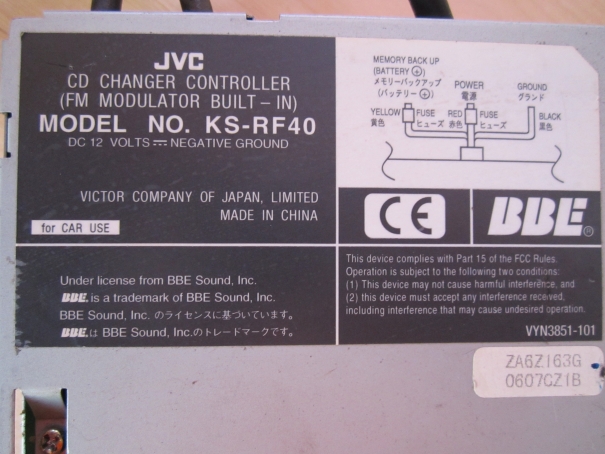 JVC
CD CHANGER CONTROLLER
(FM MODULATOR BUILT – IN)
MODEL NO. KS-RF40
DC 12 VOLTS ⎓ NEGATIVE GROUND
VICTOR COMPANY OF JAPAN, LIMITED
MADE IN CHINA
for CAR USE
MEMORY BACK UP
(BATTERY ⊕)
メモリーバックアップ
(バッテリー ⊕)
POWER
電源
GROUND
グランド
YELLOW FUSE RED FUSE BLACK
黄色 ヒューズ 赤色 ヒューズ 黒色
CE
BBE®
Under license from BBE Sound, Inc.
BBE. is a trademark of BBE Sound, Inc.
BBE Sound, Inc. のライセンスに基づいています。
BBE.は BBE Sound, Inc.のトレードマークです。
This device complies with Part 15 of the FCC Rules.
Operation is subject to the following two conditions:
(1) This device may not cause harmful interference, and
(2) this device must accept any interference received,
including interference that may cause undesired operation.
VYN3851-101
ZA6Z163G
0607CZ1B